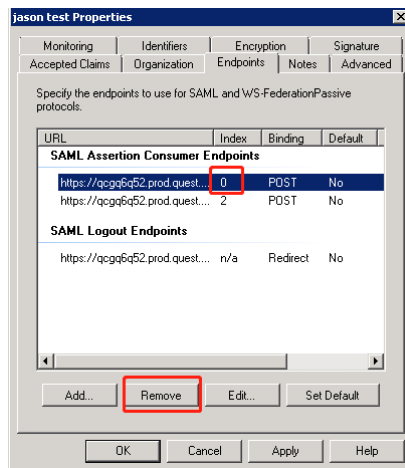 jason test Properties
Monitoring Identifiers Encryption Signature
Accepted Claims Organization Endpoints Notes Advanced
Specify the endpoints to use for SAML and WS-FederationPassive
protocols.
URL Index Binding Default
SAML Assertion Consumer Endpoints
https://qcgq6q52.prod.quest.... 0 POST No
https://qcgq6q52.prod.quest.... 2 POST No
SAML Logout Endpoints
https://qcgq6q52.prod.quest.... n/a Redirect No
Add... Remove Edit... Set Default
OK Cancel Apply Help